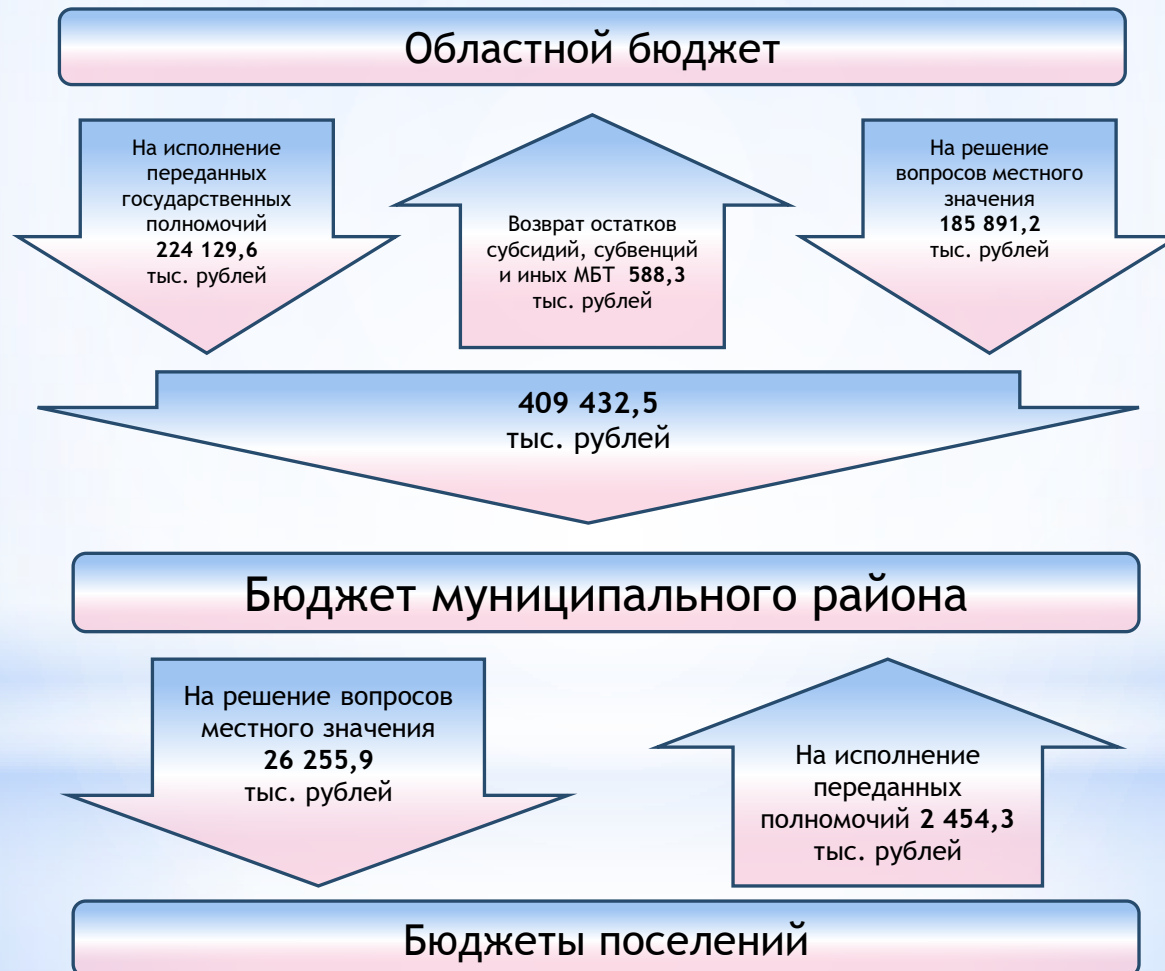 Областной бюджет
На исполнение
переданных
государственных
полномочий
224 129,6
тыс. рублей
Возврат остатков
субсидий, субвенций
и иных МБТ 588,3
тыс. рублей
На решение
вопросов местного
значения
185 891,2
тыс. рублей
409 432,5
тыс. рублей
Бюджет муниципального района
На решение вопросов
местного значения
26 255,9
тыс. рублей
На исполнение
переданных
полномочий 2 454,3
тыс. рублей
Бюджеты поселений